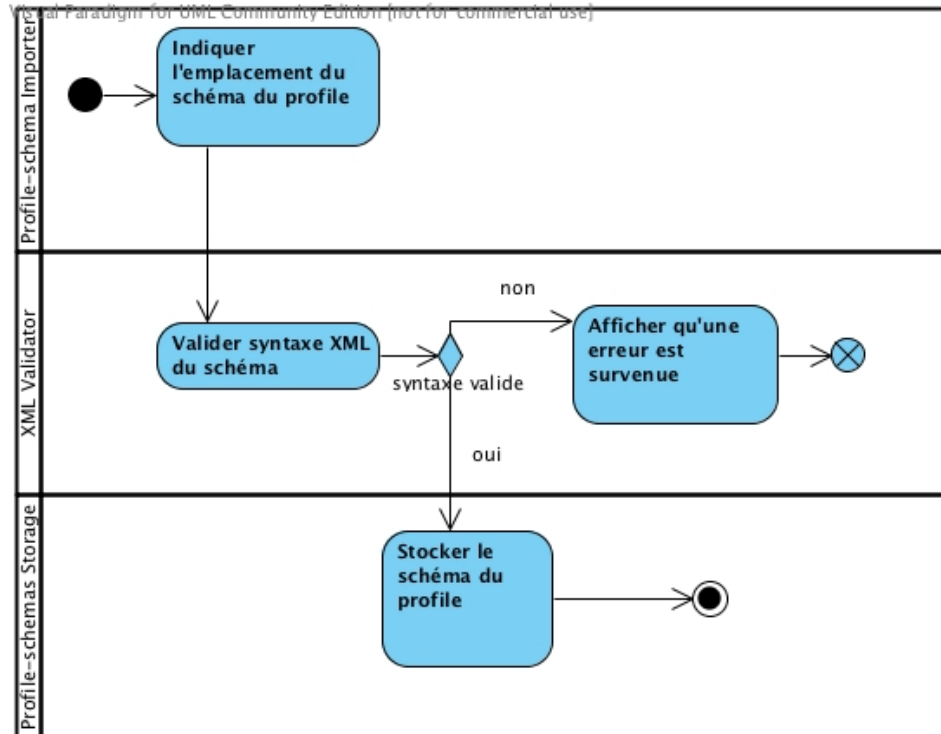 Visual Paradigm for UML Community Edition [not for commercial use]
Profile-schema Importer
Indiquer
l'emplacement du
schéma du profile
XML Validator
Valider syntaxe XML
du schéma
syntaxe valide
non
Afficher qu'une
erreur est
survenue
oui
Profile-schemas Storage
Stocker le
schéma du
profile